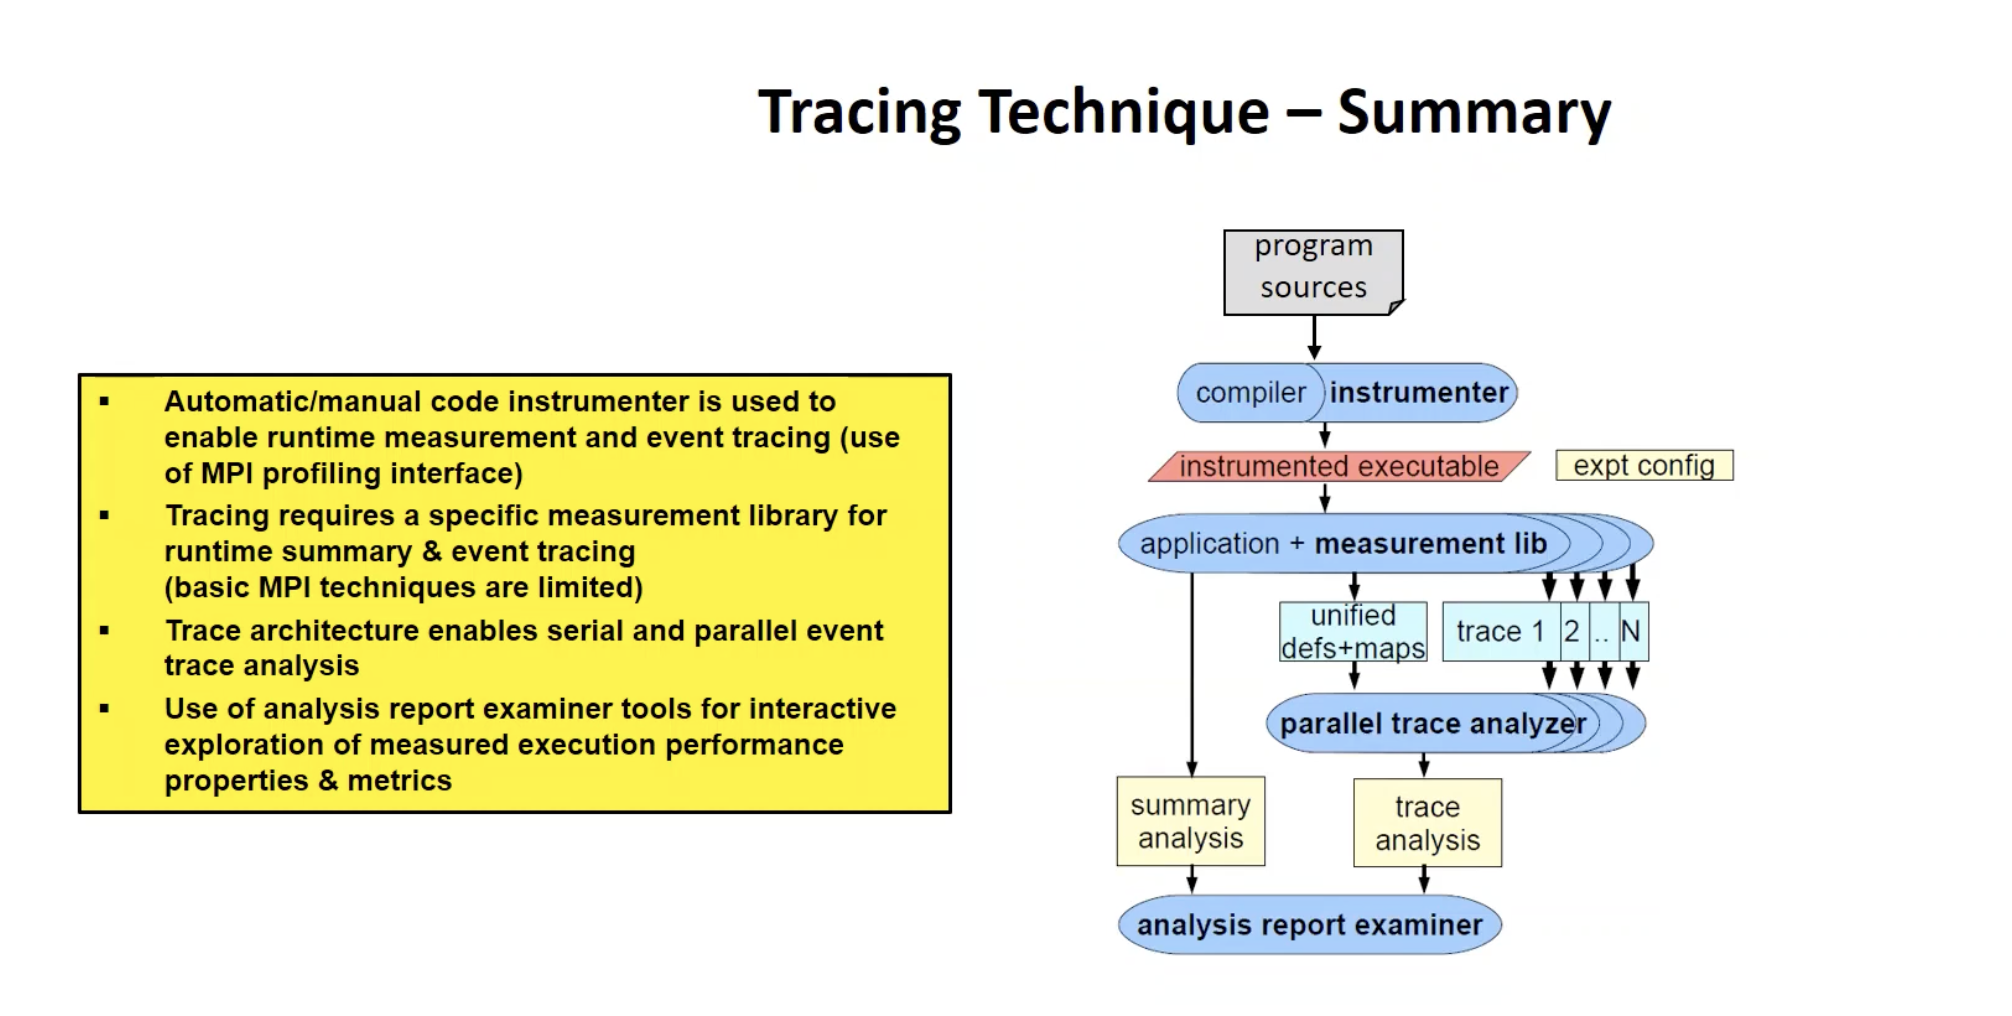 Tracing Technique – Summary
▪ Automatic/manual code instrumenter is used to
enable runtime measurement and event tracing (use
of MPI profiling interface)
▪ Tracing requires a specific measurement library for
runtime summary & event tracing
(basic MPI techniques are limited)
▪ Trace architecture enables serial and parallel event
trace analysis
▪ Use of analysis report examiner tools for interactive
exploration of measured execution performance
properties & metrics
program
sources
compiler instrumenter
instrumented executable
expt config
application + measurement lib
unified
defs+maps
trace 1 2 .. N
parallel trace analyzer
summary
analysis
trace
analysis
analysis report examiner